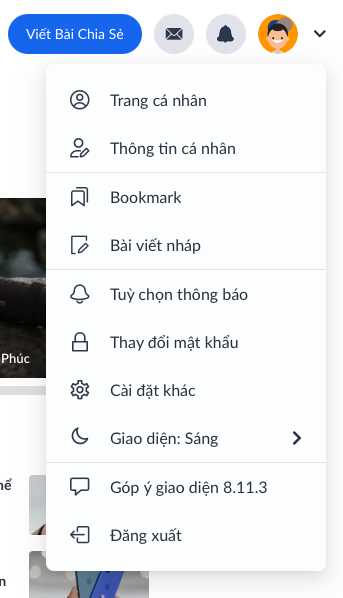 Viết Bài Chia Sẻ
Trang cá nhân
Thông tin cá nhân
Bookmark
Bài viết nháp
Tuỳ chọn thông báo
Phúc
Thay đổi mật khẩu
Cài đặt khác
Giao diện: Sáng
Góp ý giao diện 8.11.3
Đăng xuất